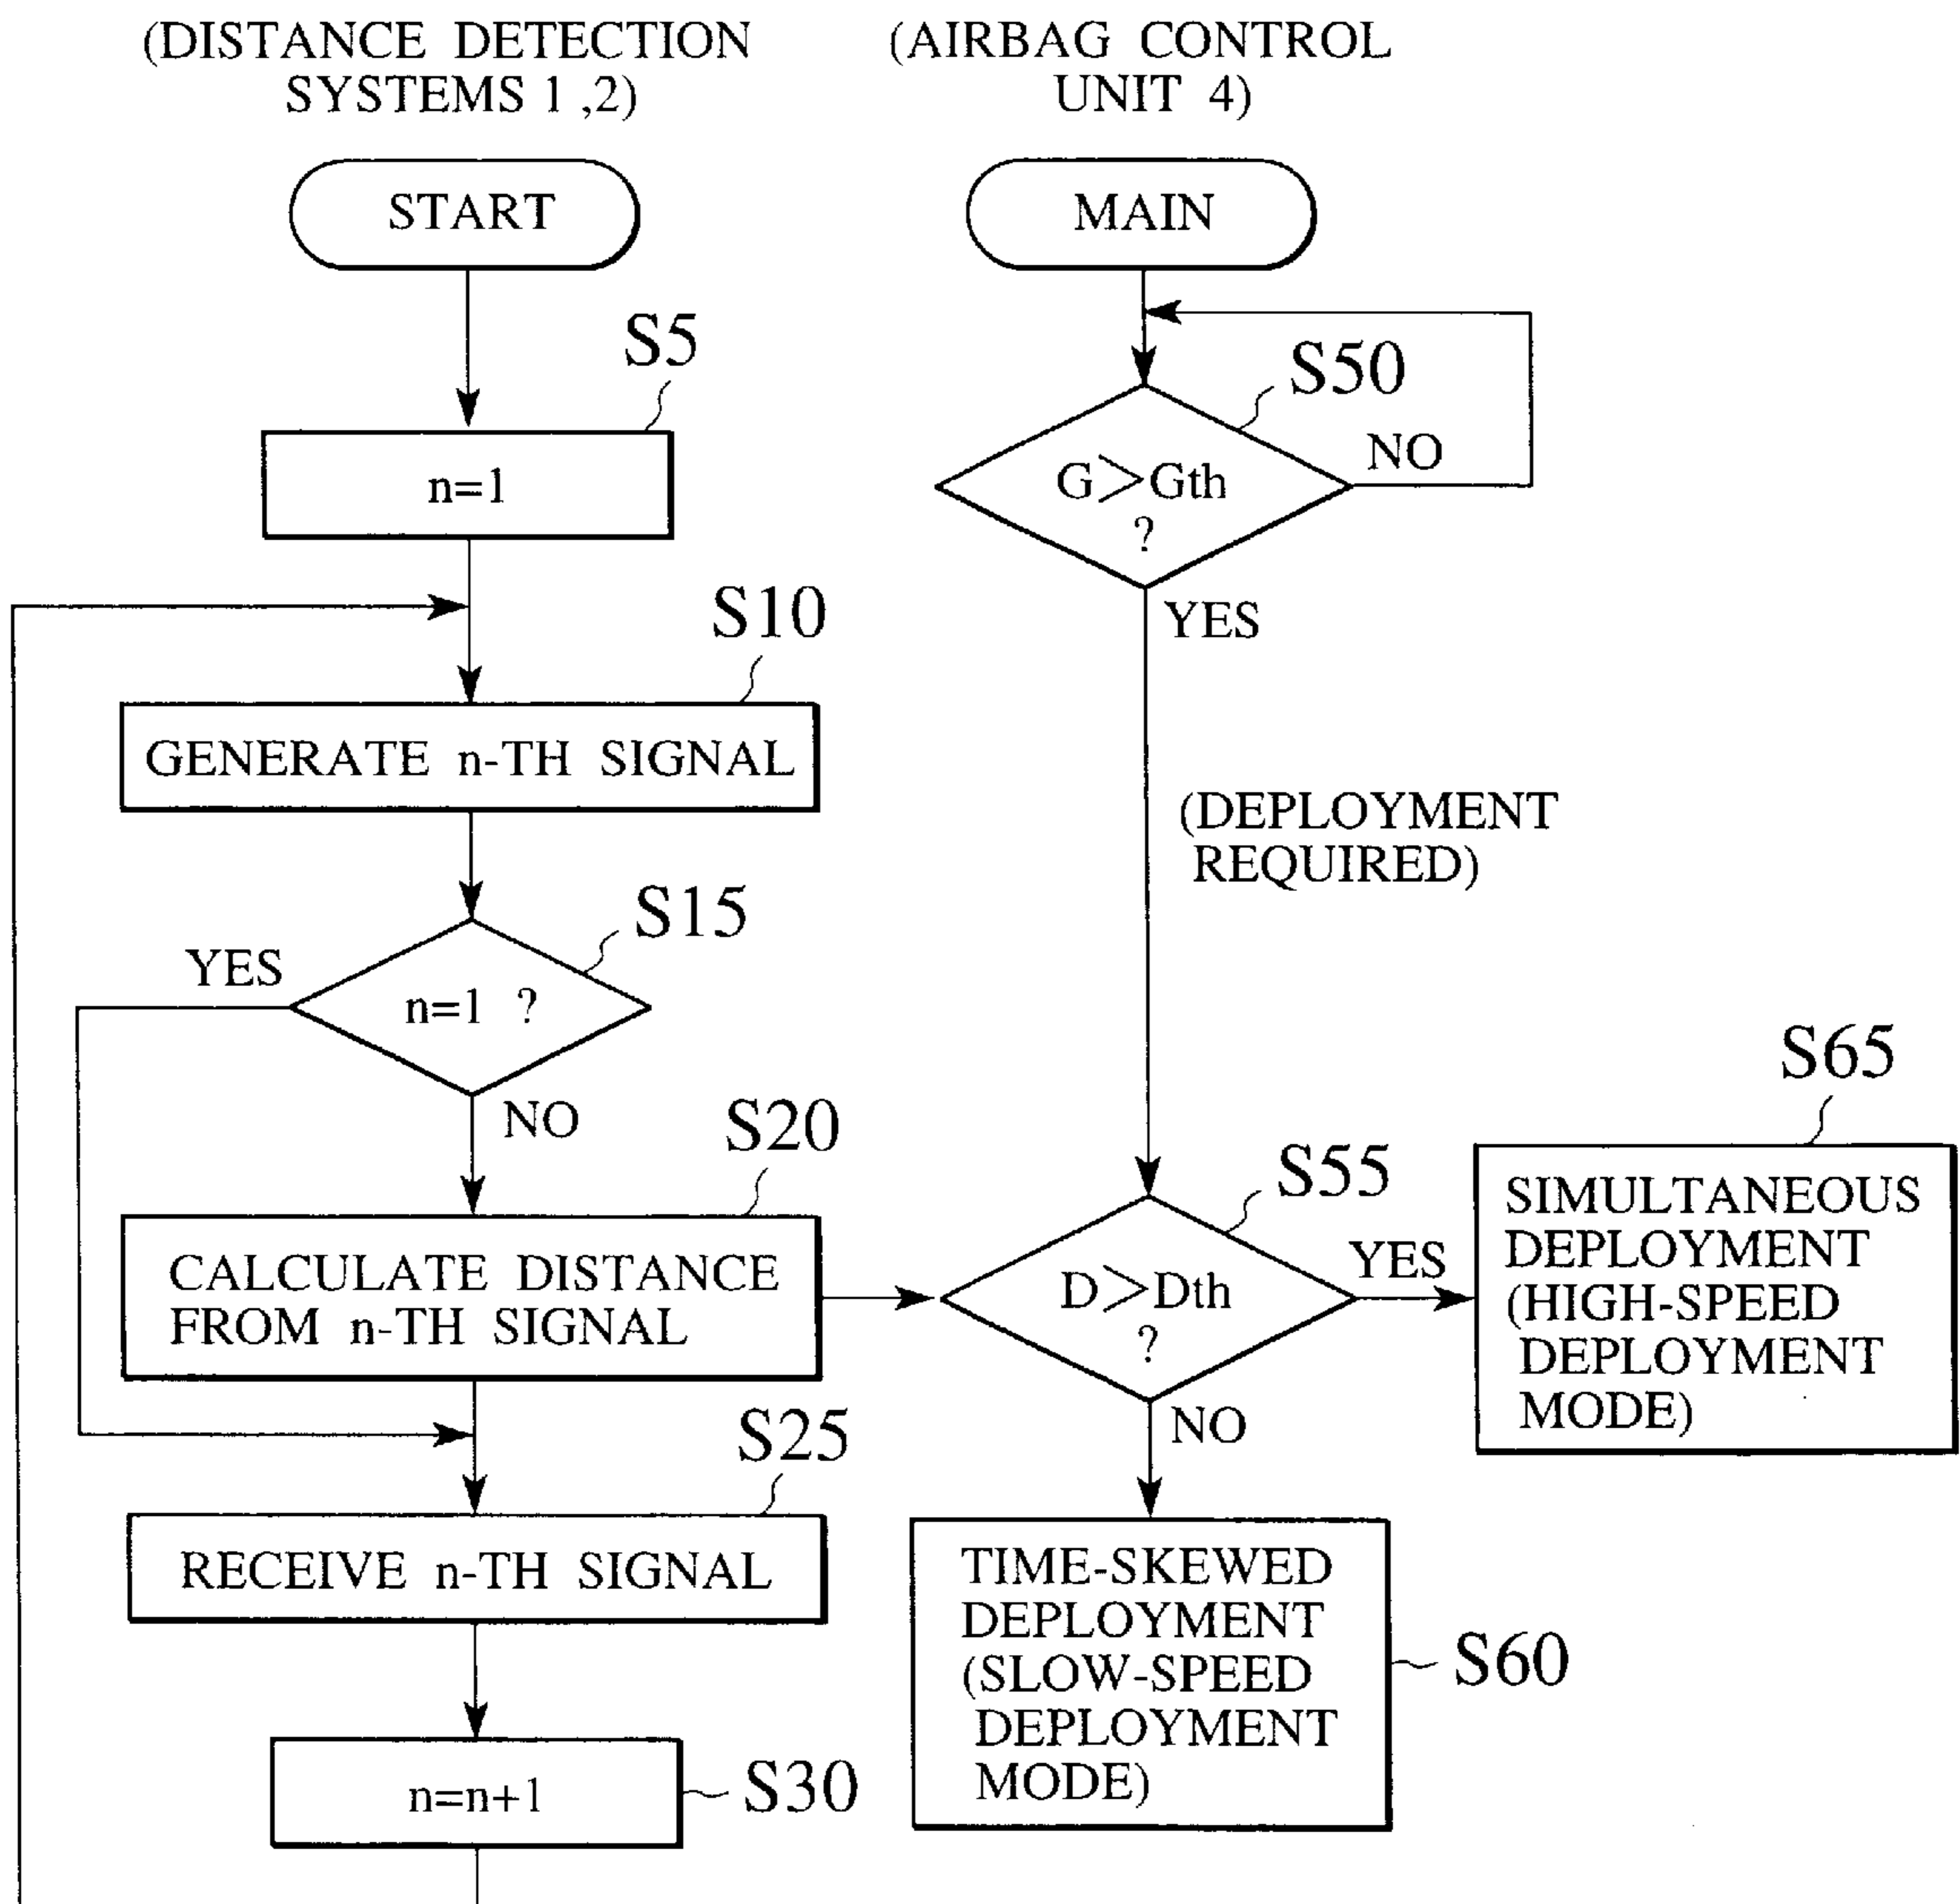 (DISTANCE DETECTION
SYSTEMS 1 ,2)
START
S5
n=1
S10
GENERATE n-TH SIGNAL
S15
YES
n=1 ?
NO
S20
CALCULATE DISTANCE
FROM n-TH SIGNAL
S25
RECEIVE n-TH SIGNAL
n=n+1
S30
(AIRBAG CONTROL
UNIT 4)
MAIN
S50
G>Gth
?
NO
YES
(DEPLOYMENT
REQUIRED)
S55
D>Dth
?
YES
NO
S65
SIMULTANEOUS
DEPLOYMENT
(HIGH-SPEED
DEPLOYMENT
MODE)
TIME-SKEWED
DEPLOYMENT
(SLOW-SPEED
DEPLOYMENT
MODE)
S60